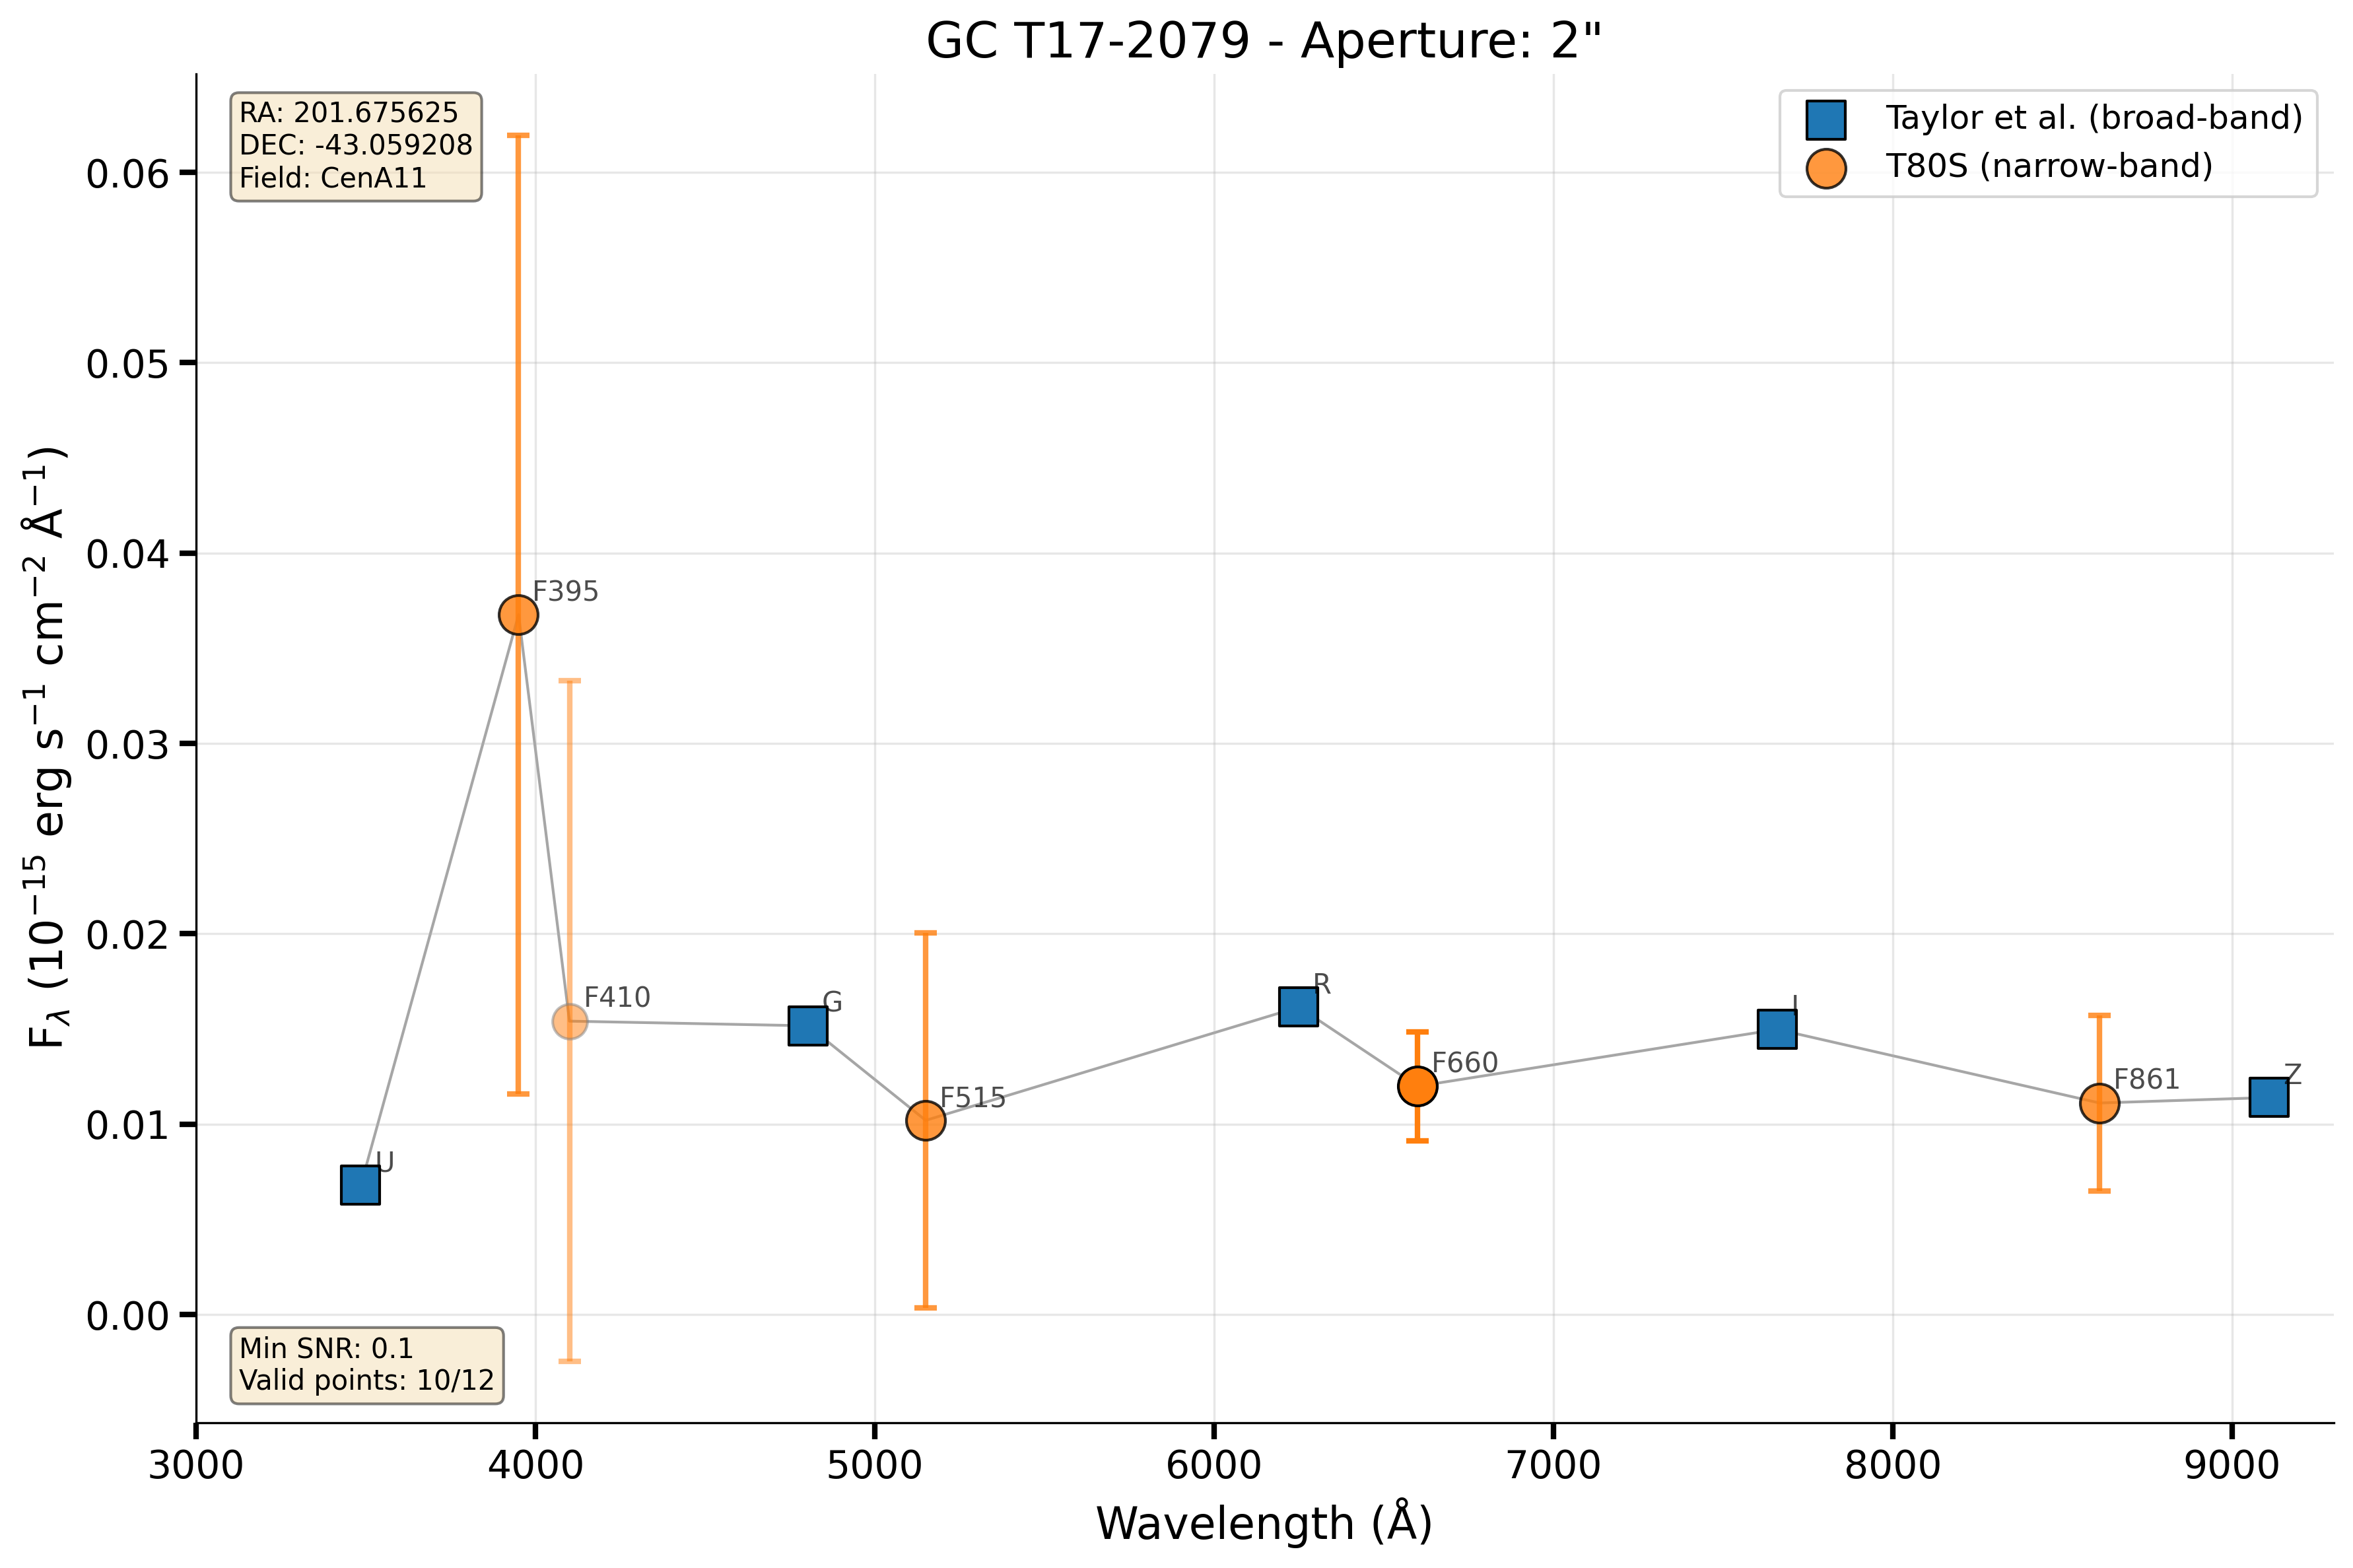 GC T17-2079 - Aperture: 2"
RA: 201.675625
DEC: -43.059208
Field: CenA11
Taylor et al. (broad-band)
T80S (narrow-band)
F_λ (10⁻¹⁵ erg s⁻¹ cm⁻² Å⁻¹)
0.06
0.05
0.04
0.03
0.02
0.01
0.00
U
F395
F410
G
F515
R
F660
I
F861
Z
Min SNR: 0.1
Valid points: 10/12
3000 4000 5000 6000 7000 8000 9000
Wavelength (Å)